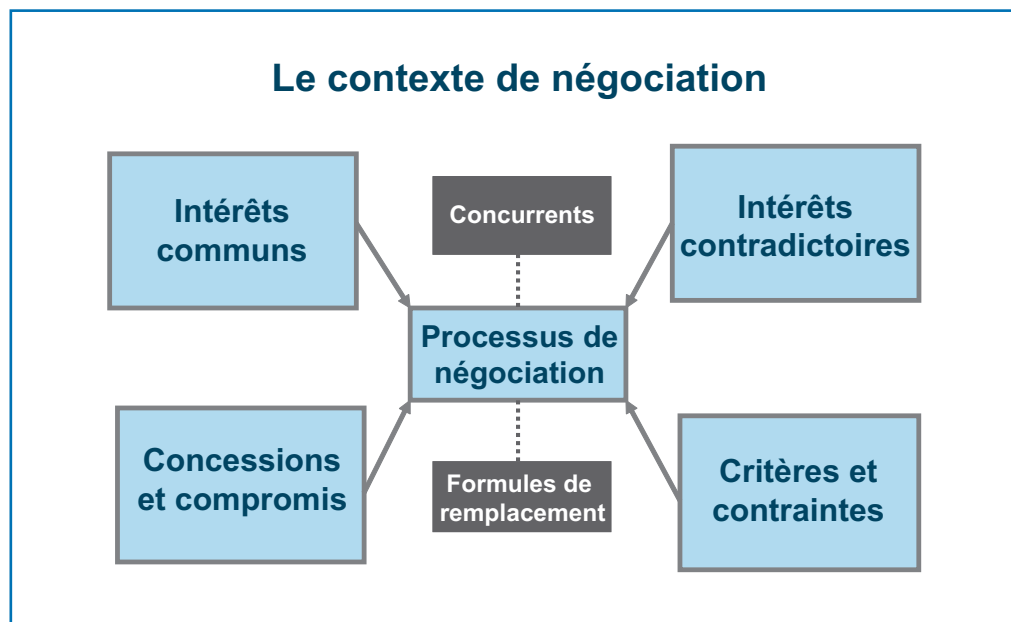 Le contexte de négociation
Intérêts
communs
Concurrents
Intérêts
contradictoires
Processus de
négociation
Concessions
et compromis
Formules de
remplacement
Critères et
contraintes